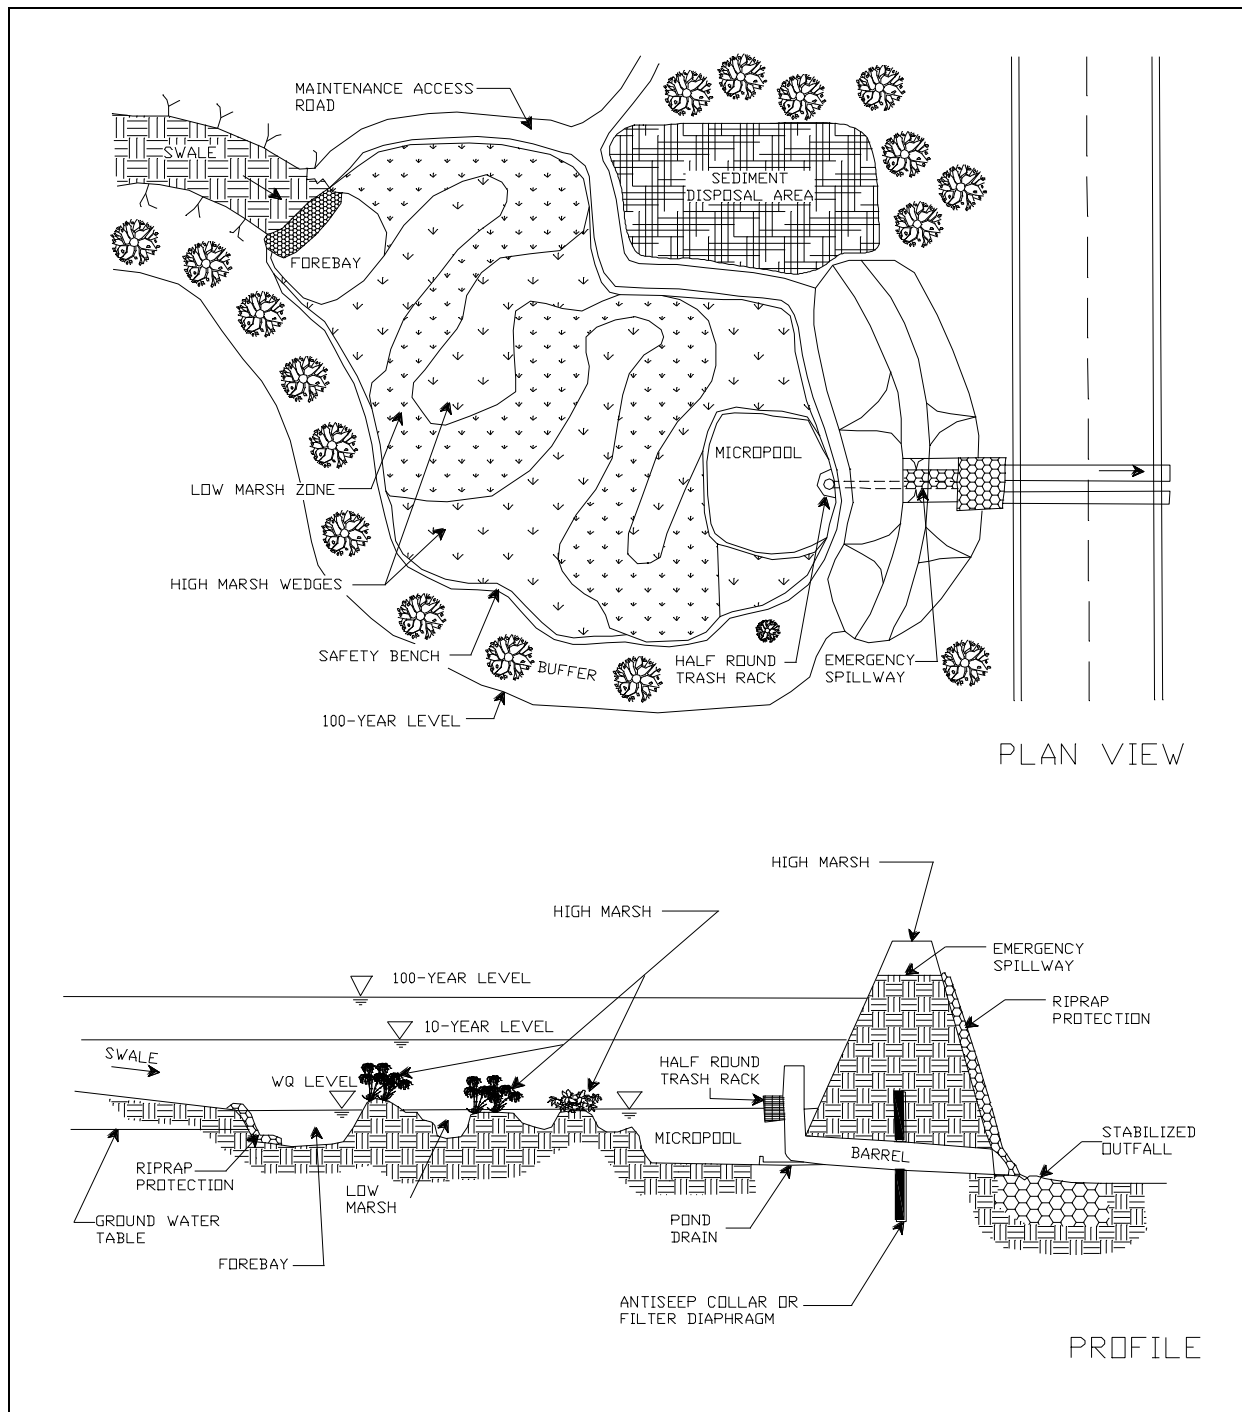 MAINTENANCE ACCESS
ROAD
SWALE
SEDIMENT
DISPOSAL AREA
FOREBAY
MICROPOOL
LOW MARSH ZONE
HIGH MARSH WEDGES
SAFETY BENCH
BUFFER
HALF ROUND
TRASH RACK
EMERGENCY
SPILLWAY
100-YEAR LEVEL
PLAN VIEW
HIGH MARSH
HIGH MARSH
EMERGENCY
SPILLWAY
100-YEAR LEVEL
RIPRAP
PROTECTION
10-YEAR LEVEL
SWALE
HALF ROUND
TRASH RACK
WQ LEVEL
MICROPOOL
BARREL
STABILIZED
OUTFALL
RIPRAP
PROTECTION
LOW
MARSH
GROUND WATER
TABLE
POND
DRAIN
FOREBAY
ANTISEEP COLLAR OR
FILTER DIAPHRAGM
PROFILE